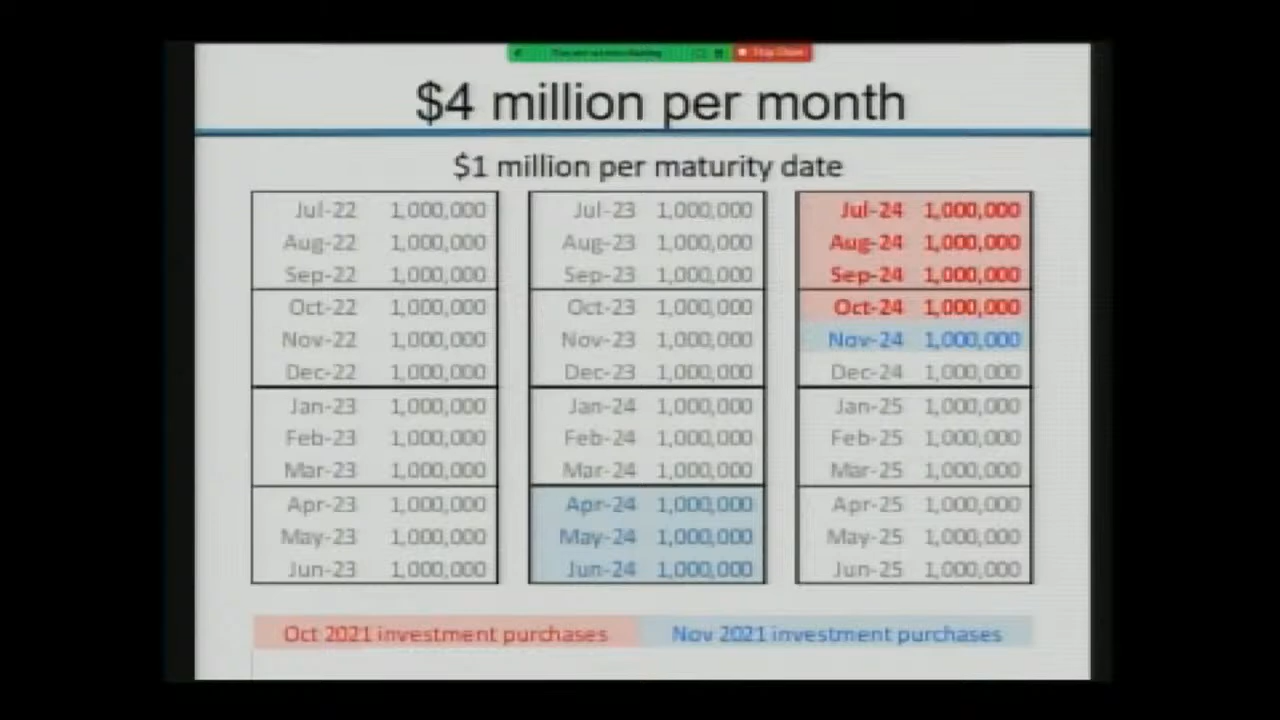 $4 million per month
$1 million per maturity date
Jul-22 1,000,000
Aug-22 1,000,000
Sep-22 1,000,000
Oct-22 1,000,000
Nov-22 1,000,000
Dec-22 1,000,000
Jan-23 1,000,000
Feb-23 1,000,000
Mar-23 1,000,000
Apr-23 1,000,000
May-23 1,000,000
Jun-23 1,000,000
Jul-23 1,000,000
Aug-23 1,000,000
Sep-23 1,000,000
Oct-23 1,000,000
Nov-23 1,000,000
Dec-23 1,000,000
Jan-24 1,000,000
Feb-24 1,000,000
Mar-24 1,000,000
Apr-24 1,000,000
May-24 1,000,000
Jun-24 1,000,000
Jul-24 1,000,000
Aug-24 1,000,000
Sep-24 1,000,000
Oct-24 1,000,000
Nov-24 1,000,000
Dec-24 1,000,000
Jan-25 1,000,000
Feb-25 1,000,000
Mar-25 1,000,000
Apr-25 1,000,000
May-25 1,000,000
Jun-25 1,000,000
Oct 2021 investment purchases
Nov 2021 investment purchases